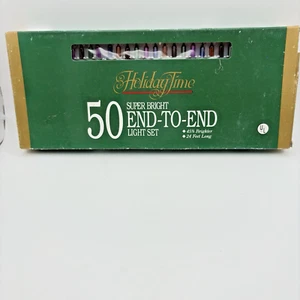 Holiday Time
50
SUPER BRIGHT
END-TO-END
LIGHT SET
• 45% Brighter
• 24 Feet Long